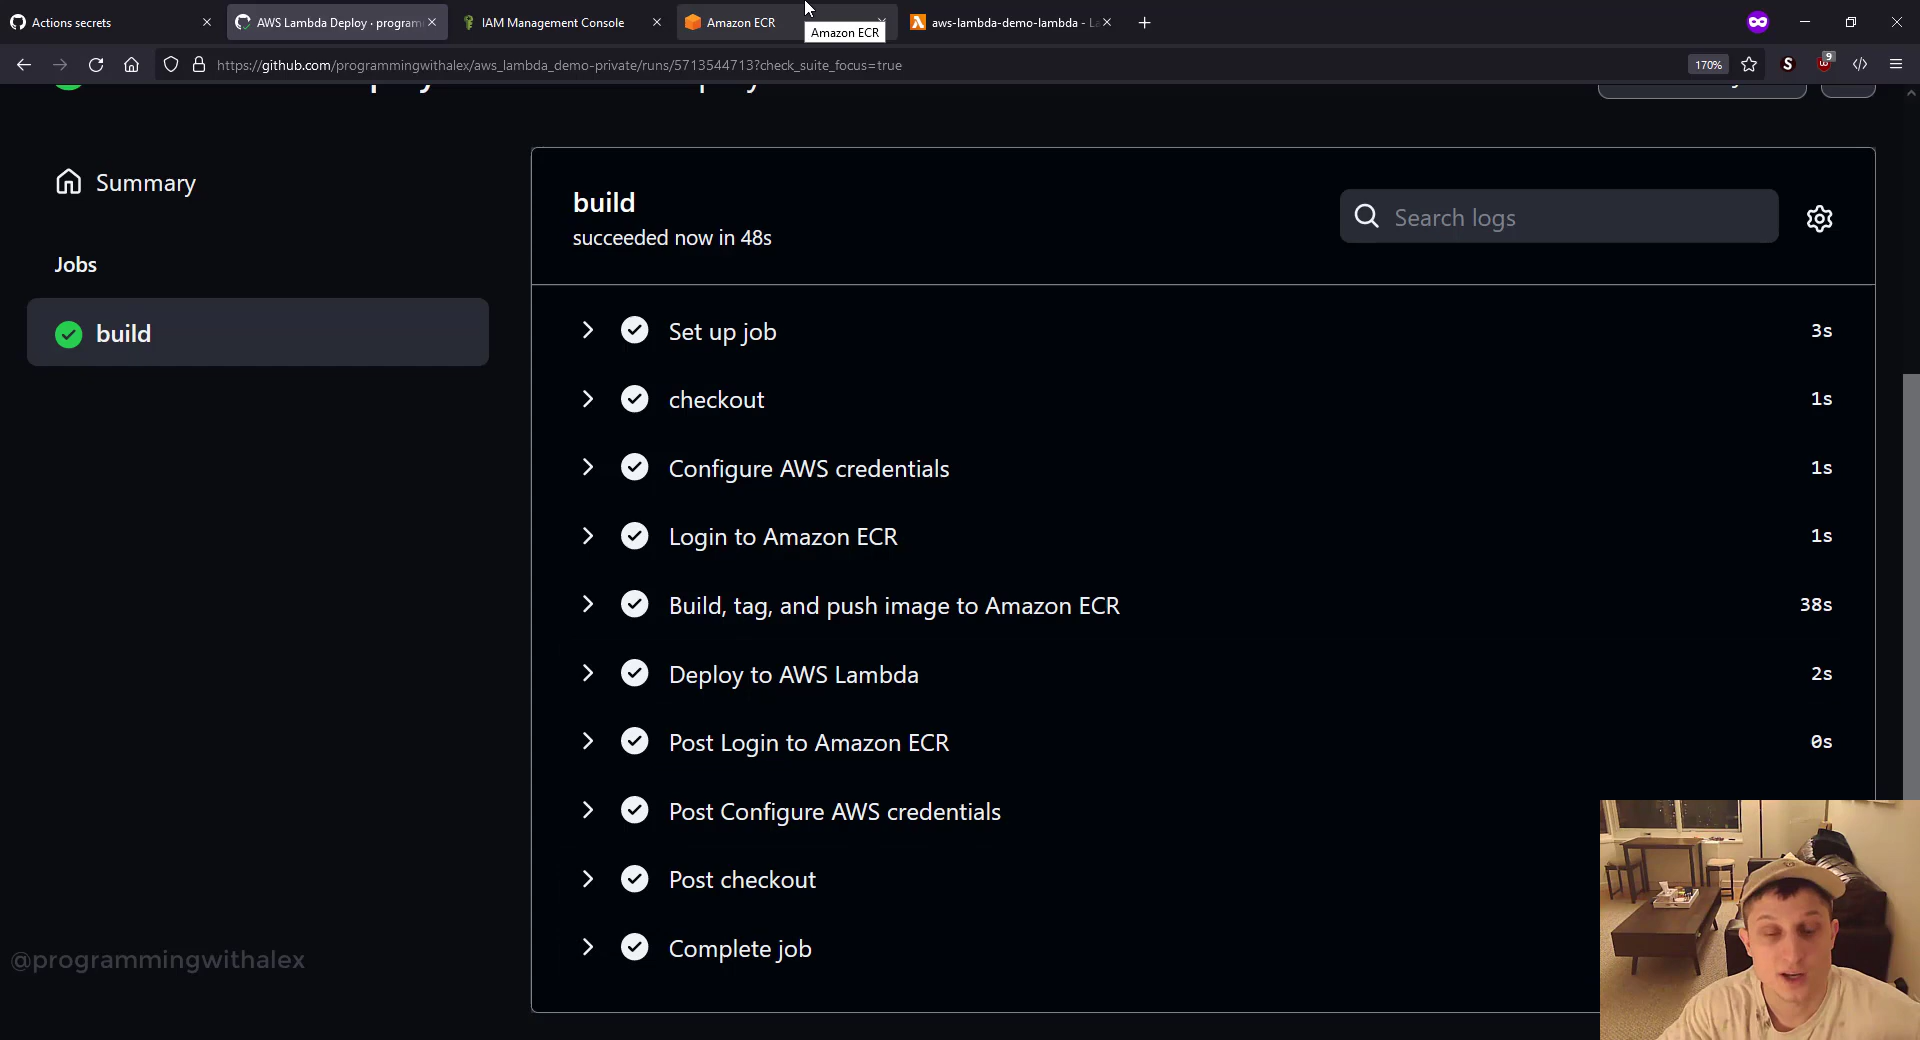 Actions secrets
AWS Lambda Deploy · program
IAM Management Console
Amazon ECR
aws-lambda-demo-lambda - La
Amazon ECR
https://github.com/programmingwithalex/aws_lambda_demo-private/runs/5713544713?check_suite_focus=true
170%
9
Summary
Jobs
build
build
succeeded now in 48s
Search logs
Set up job
3s
checkout
1s
Configure AWS credentials
1s
Login to Amazon ECR
1s
Build, tag, and push image to Amazon ECR
38s
Deploy to AWS Lambda
2s
Post Login to Amazon ECR
0s
Post Configure AWS credentials
Post checkout
Complete job
@programmingwithalex